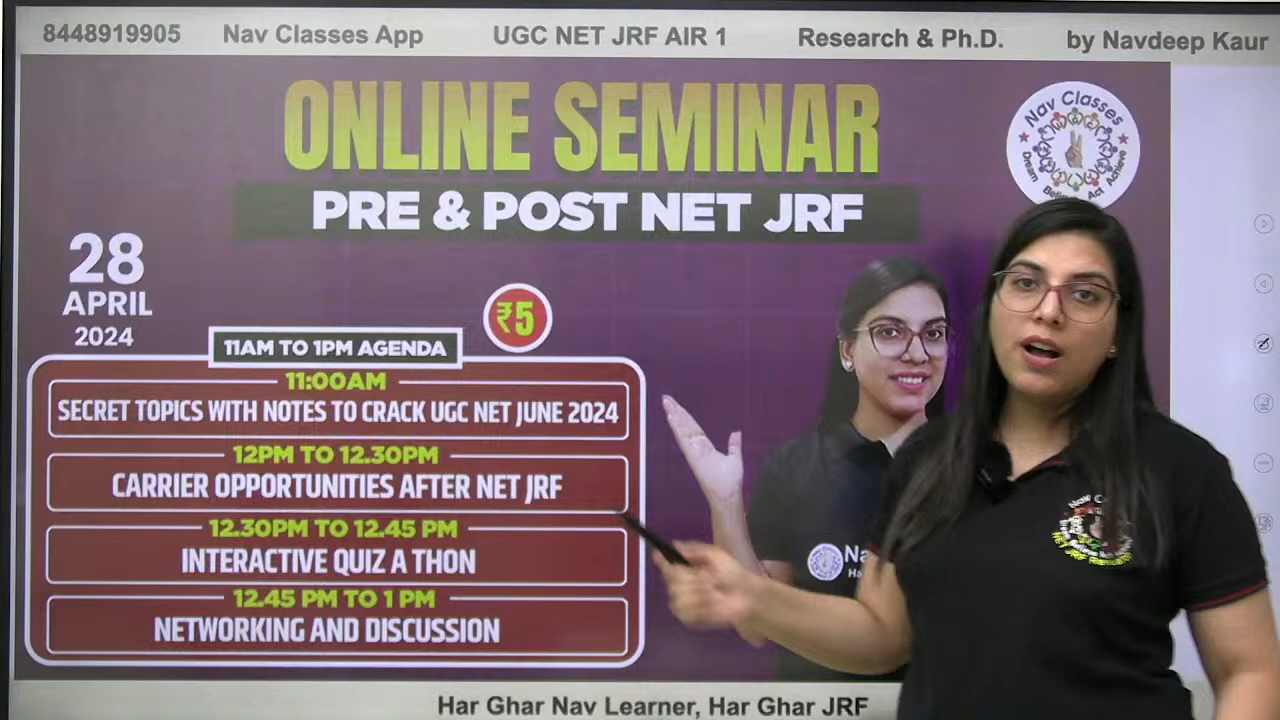 8448919905 Nav Classes App UGC NET JRF AIR 1 Research & Ph.D. by Navdeep Kaur
ONLINE SEMINAR
PRE & POST NET JRF
Nav Classes
Dream Act Achieve
28
APRIL
2024
₹5
11AM TO 1PM AGENDA
11:00AM
SECRET TOPICS WITH NOTES TO CRACK UGC NET JUNE 2024
12PM TO 12.30PM
CARRIER OPPORTUNITIES AFTER NET JRF
12.30PM TO 12.45 PM
INTERACTIVE QUIZ A THON
12.45 PM TO 1 PM
NETWORKING AND DISCUSSION
Har Ghar Nav Learner, Har Ghar JRF